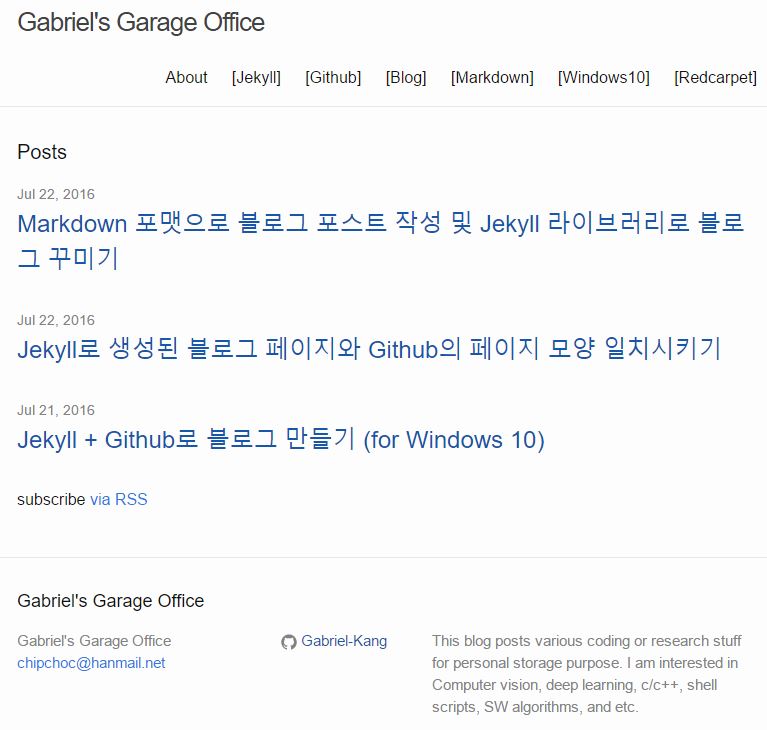 Gabriel's Garage Office
About [Jekyll] [Github] [Blog] [Markdown] [Windows10] [Redcarpet]
Posts
Jul 22, 2016
Markdown 포맷으로 블로그 포스트 작성 및 Jekyll 라이브러리로 블로
그 꾸미기
Jul 22, 2016
Jekyll로 생성된 블로그 페이지와 Github의 페이지 모양 일치시키기
Jul 21, 2016
Jekyll + Github로 블로그 만들기 (for Windows 10)
subscribe via RSS
Gabriel's Garage Office
Gabriel's Garage Office
chipchoc@hanmail.net
Gabriel-Kang
This blog posts various coding or research stuff
for personal storage purpose. I am interested in
Computer vision, deep learning, c/c++, shell
scripts, SW algorithms, and etc.